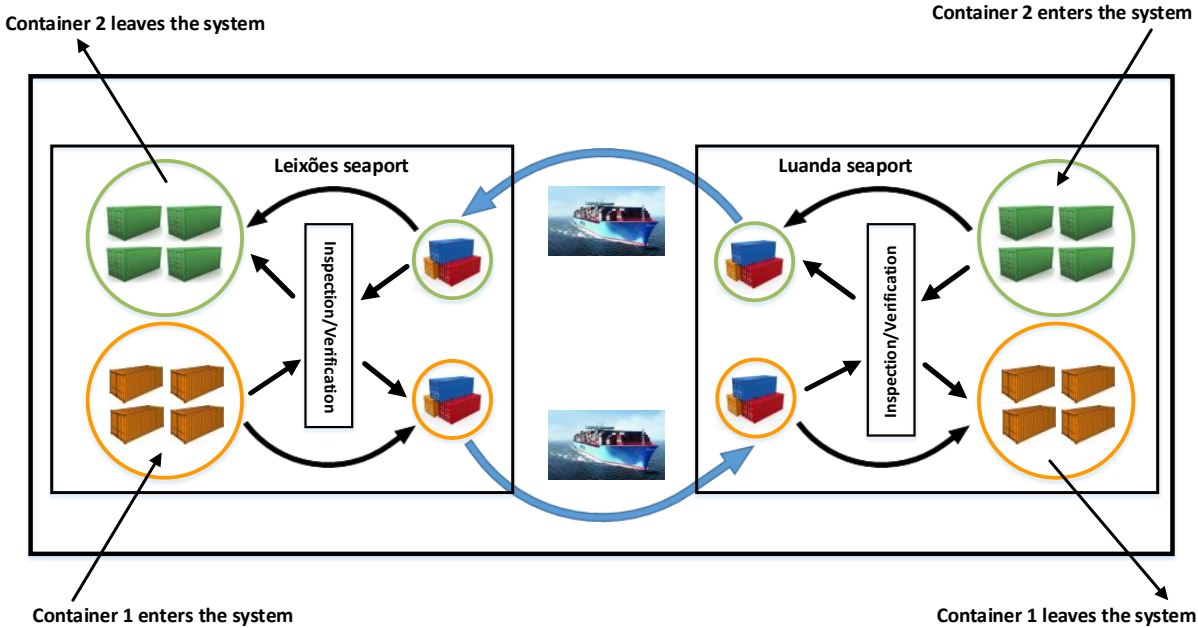 Container 2 leaves the system
Container 2 enters the system
Leixões seaport
Luanda seaport
Inspection/Verification
Inspection/Verification
Container 1 enters the system
Container 1 leaves the system